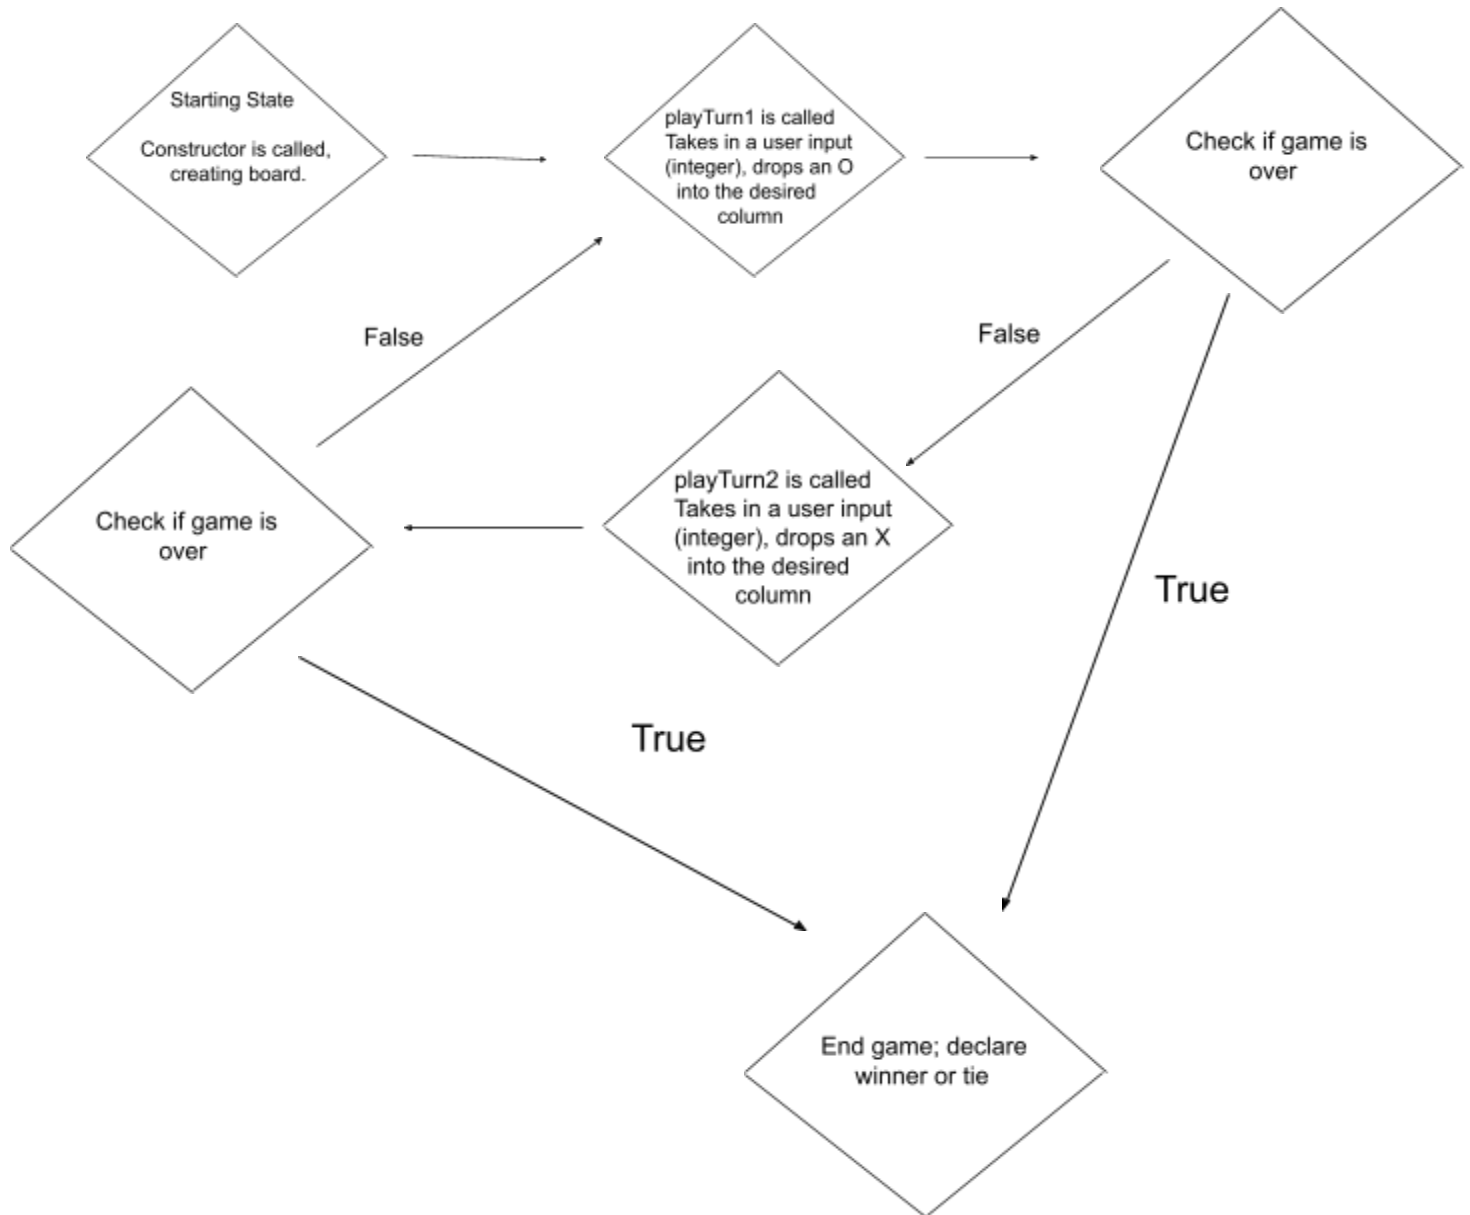 Starting State
Constructor is called,
creating board.
playTurn1 is called
Takes in a user input
(integer), drops an O
into the desired
column
Check if game is
over
False
False
Check if game is
over
playTurn2 is called
Takes in a user input
(integer), drops an X
into the desired
column
True
True
End game; declare
winner or tie